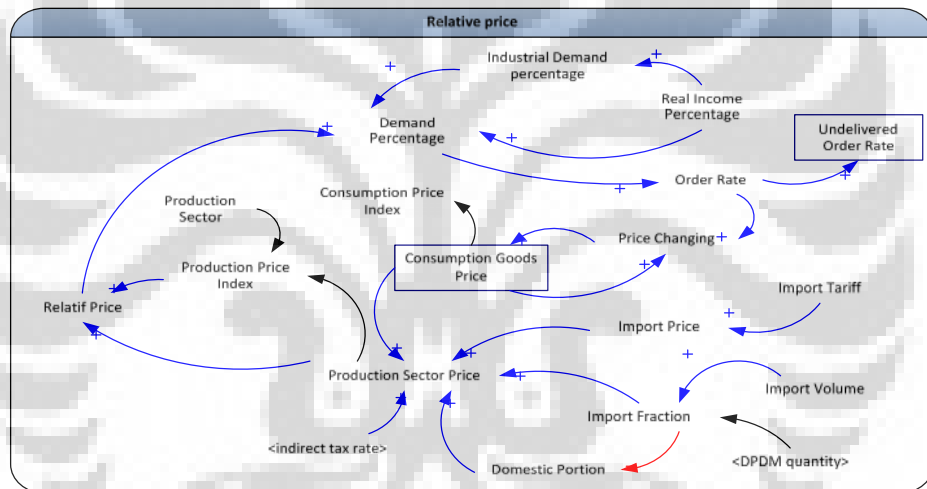 Relative price
Industrial Demand
percentage
+
+
Real Income
Percentage
Demand
Percentage
+
+
Undelivered
Order Rate
+
Order Rate
+
Consumption Price
Index
Production
Sector
Price Changing
+
+
+
Consumption Goods
Price
Production Price
Index
Import Tariff
+
Relatif Price
+
+
Import Price
+
+
+
Production Sector Price
+
Import Volume
+
+
+
Import Fraction
<indirect tax rate>
Domestic Portion
<DPDM quantity>